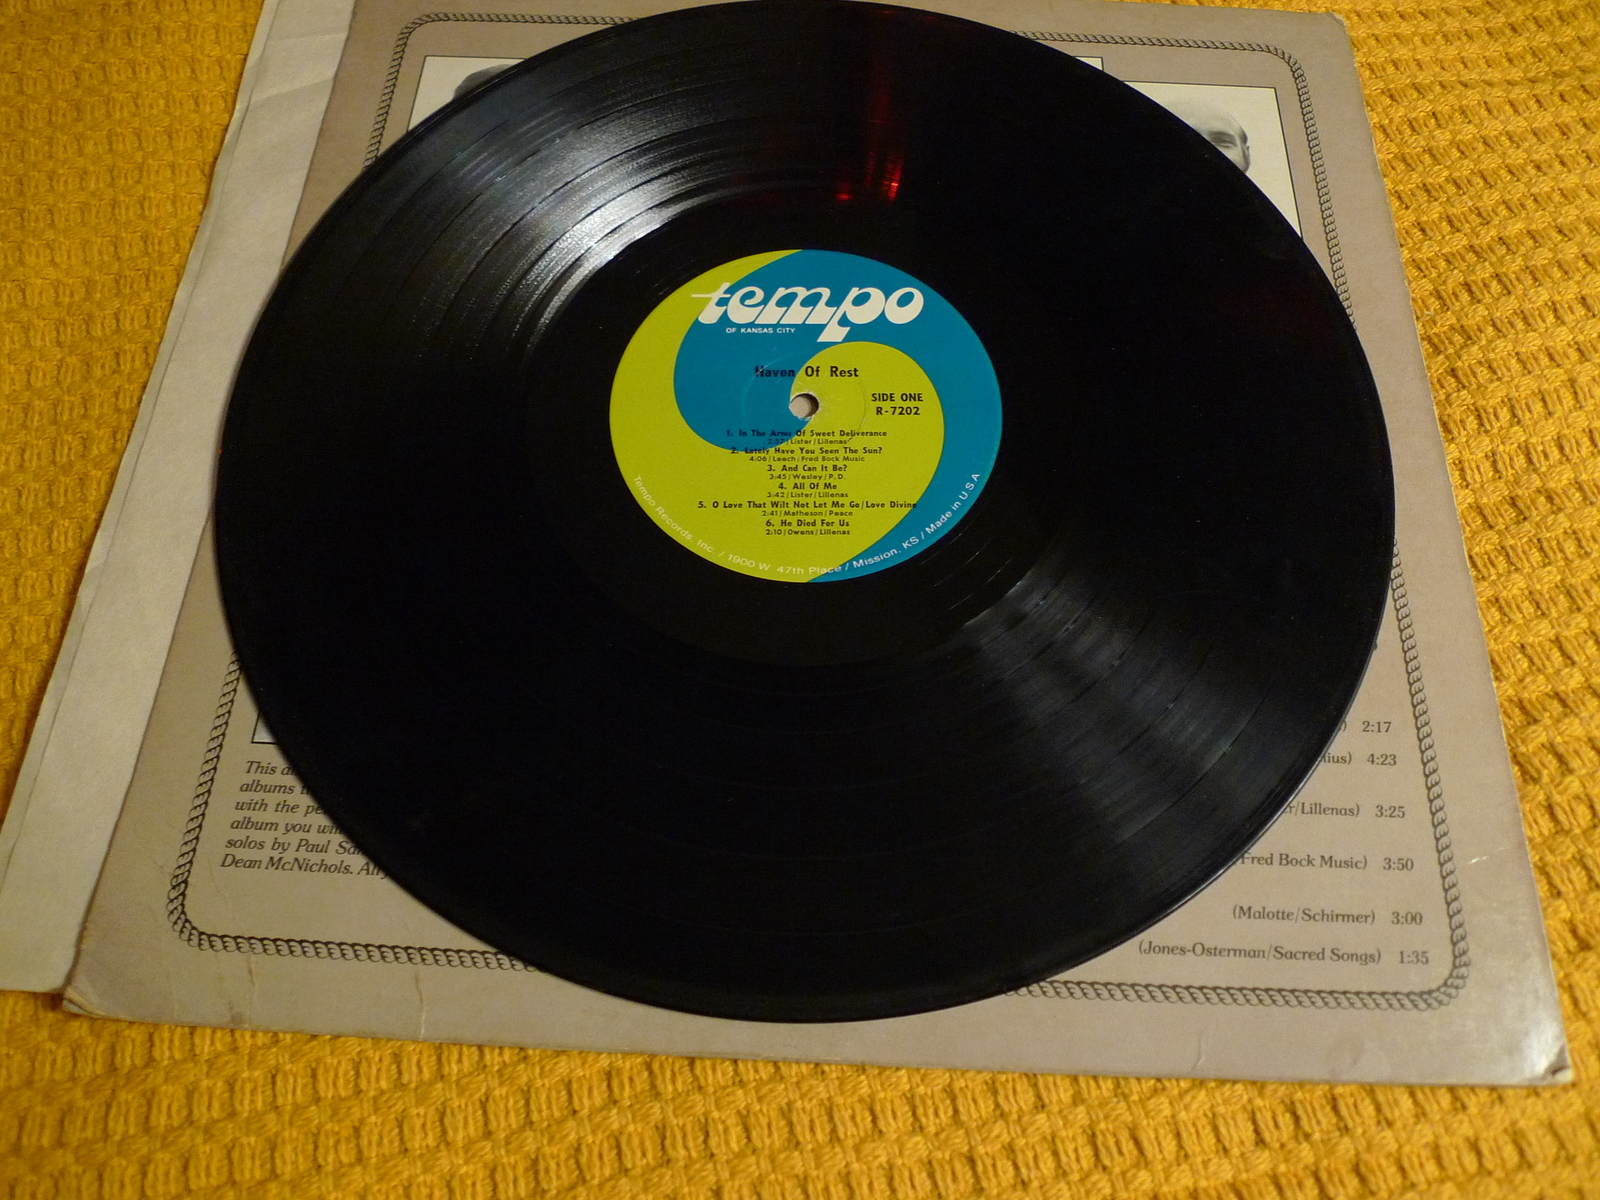 tempo
OF KANSAS CITY
Haven Of Rest
SIDE ONE
R-7202
1. In The Arms Of Sweet Deliverance
2:57/Lister/Lillenas
2. Lately Have You Seen The Sun?
4:06/Leech/Fred Bock Music
3. And Can It Be?
3:45/Wesley/P.D.
4. All Of Me
3:42/Lister/Lillenas
5. O Love That Wilt Not Let Me Go/Love Divine
2:41/Matheson/Peace
6. He Died For Us
2:10/Owens/Lillenas
Tempo Records, Inc. / 1900 W. 47th Place / Mission, KS / Made in U.S.A.
This
albums
with the
album you
solos by Paul
Dean McNichols.
) 2:17
ius) 4:23
r/Lillenas) 3:25
Fred Bock Music) 3:50
(Malotte/Schirmer) 3:00
(Jones-Osterman/Sacred Songs) 1:35